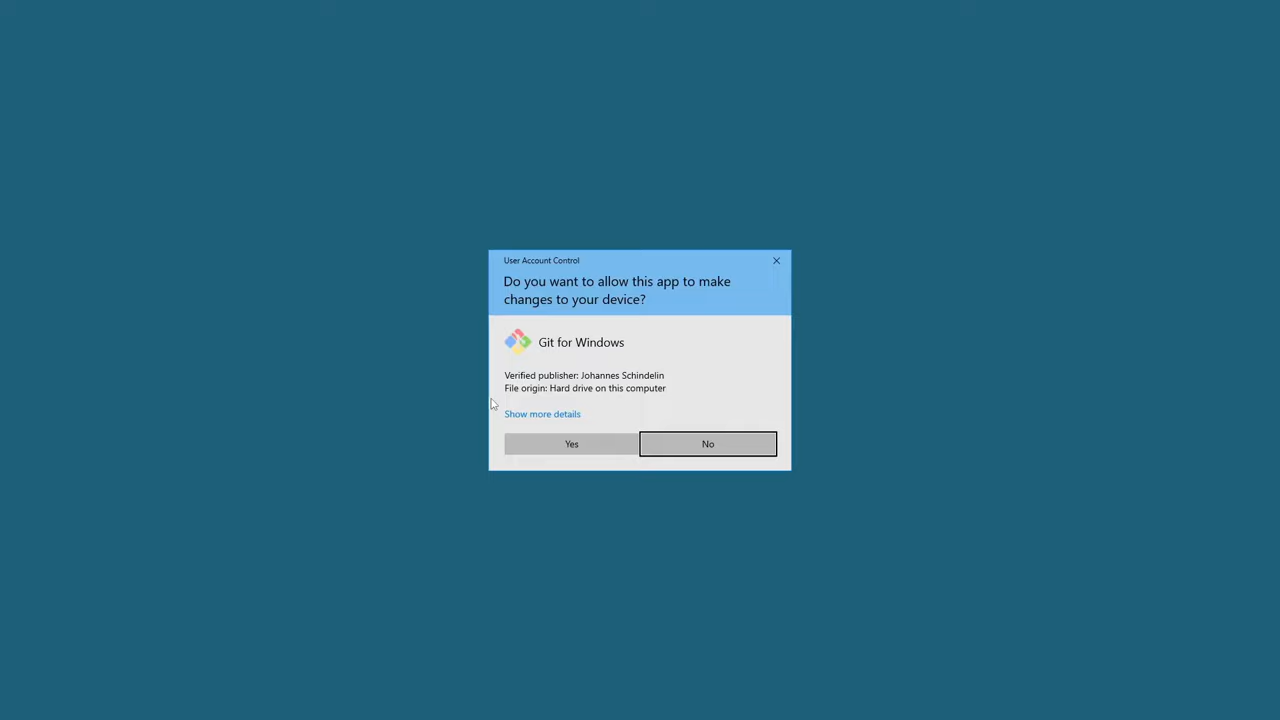 User Account Control
Do you want to allow this app to make
changes to your device?
Git for Windows
Verified publisher: Johannes Schindelin
File origin: Hard drive on this computer
Show more details
Yes
No